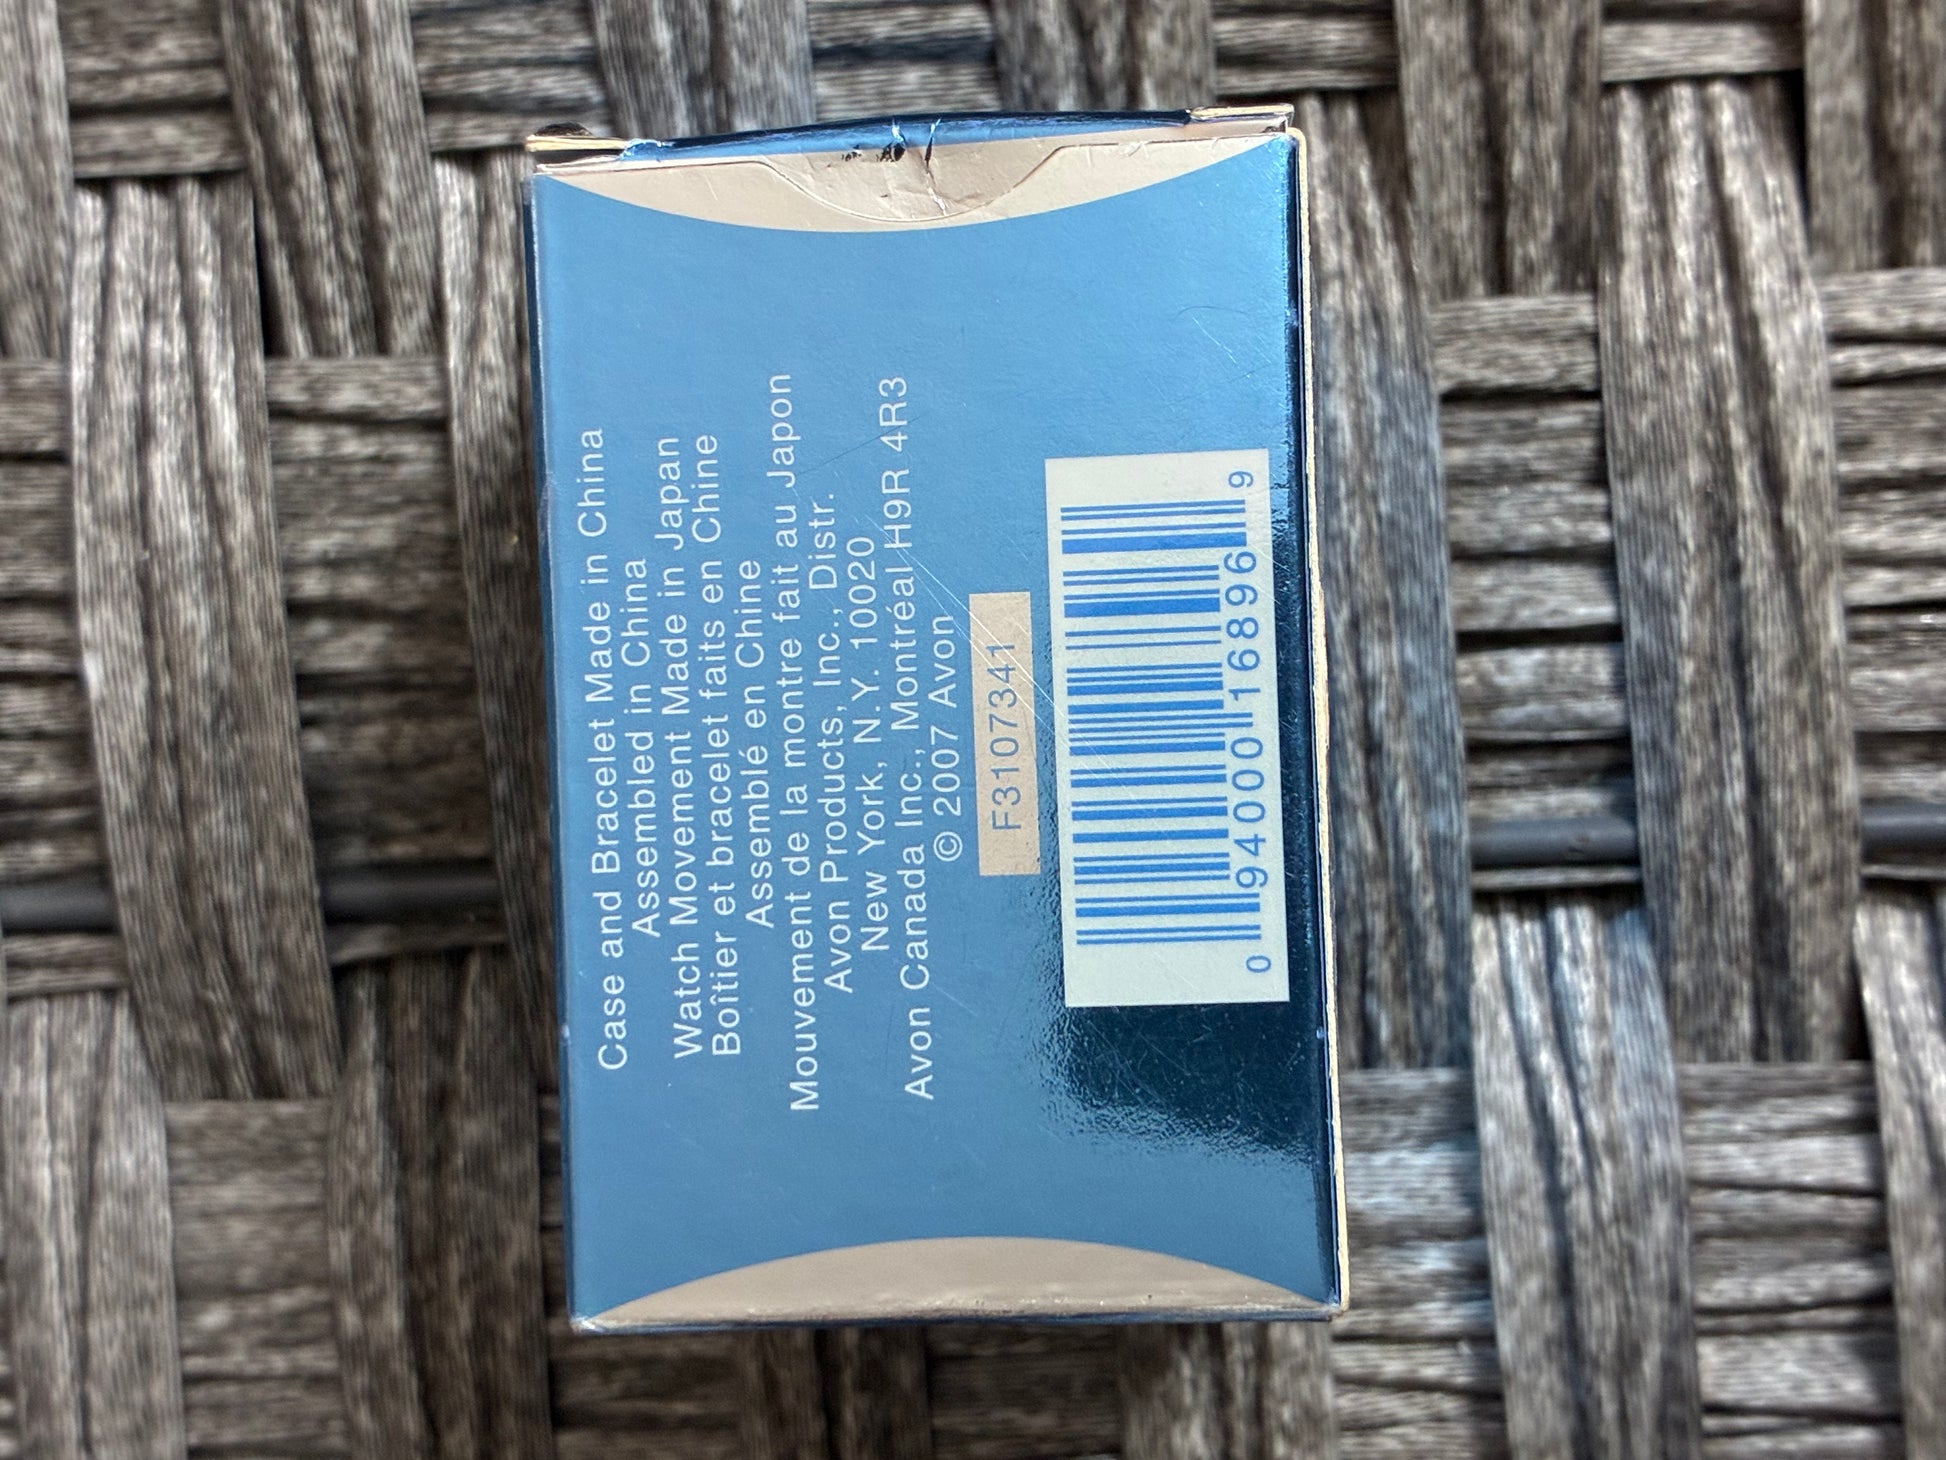 Case and Bracelet Made in China
Assembled in China
Watch Movement Made in Japan
Boîtier et bracelet faits en Chine
Assemblé en Chine
Mouvement de la montre fait au Japon
Avon Products, Inc., Distr.
New York, N.Y. 10020
Avon Canada Inc., Montréal H9R 4R3
© 2007 Avon
F3107341
0 94000 16896 9